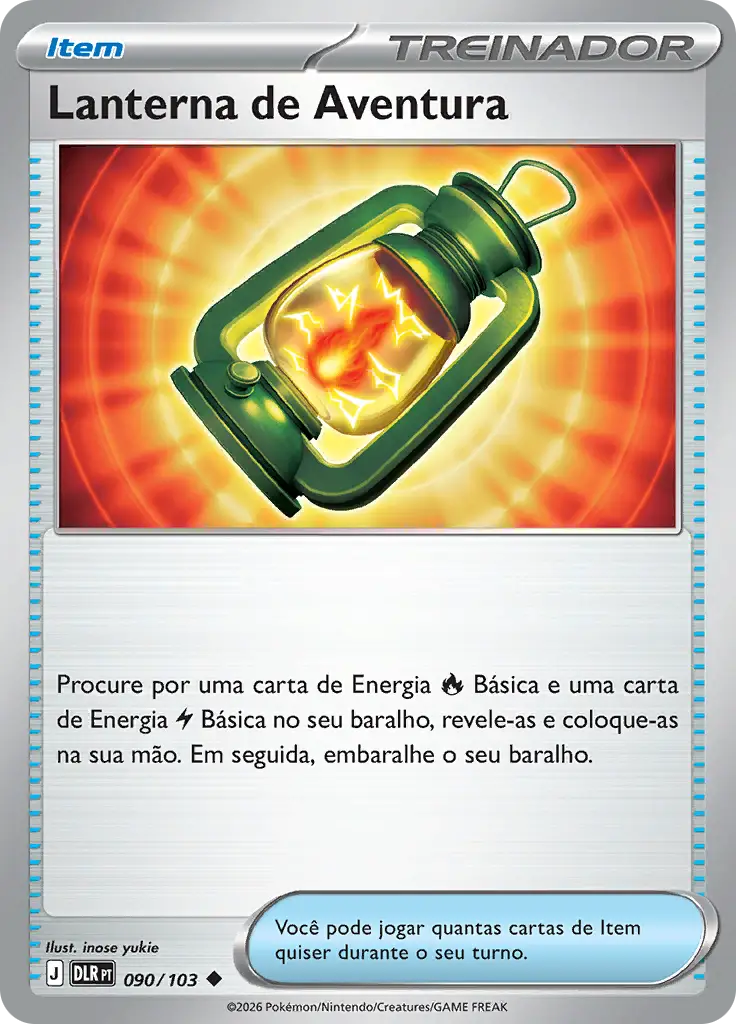 Item
TREINADOR
Lanterna de Aventura
Procure por uma carta de Energia Básica e uma carta
de Energia Básica no seu baralho, revele-as e coloque-as
na sua mão. Em seguida, embaralhe o seu baralho.
Você pode jogar quantas cartas de Item
quiser durante o seu turno.
Ilust. inose yukie
J DLR PT 090/103
©2026 Pokémon/Nintendo/Creatures/GAME FREAK